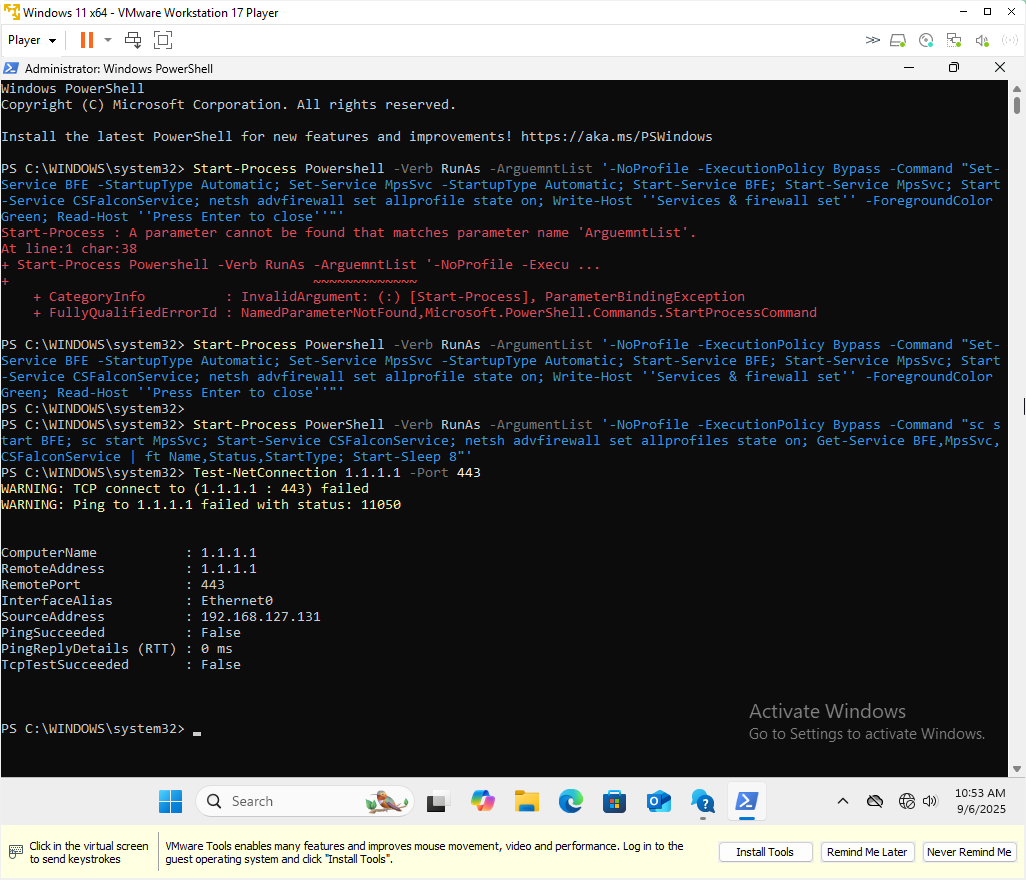 Windows 11 x64 - VMware Workstation 17 Player
Player
Administrator: Windows PowerShell
Windows PowerShell
Copyright (C) Microsoft Corporation. All rights reserved.
Install the latest PowerShell for new features and improvements! https://aka.ms/PSWindows
PS C:\WINDOWS\system32> Start-Process Powershell -Verb RunAs -ArguemntList '-NoProfile -ExecutionPolicy Bypass -Command "Set-
Service BFE -StartupType Automatic; Set-Service MpsSvc -StartupType Automatic; Start-Service BFE; Start-Service MpsSvc; Start
-Service CSFalconService; netsh advfirewall set allprofile state on; Write-Host ''Services & firewall set'' -ForegroundColor
Green; Read-Host ''Press Enter to close''"'
Start-Process : A parameter cannot be found that matches parameter name 'ArguemntList'.
At line:1 char:38
+ Start-Process Powershell -Verb RunAs -ArguemntList '-NoProfile -Execu ...
+                                      ~~~~~~~~~~~~~
    + CategoryInfo          : InvalidArgument: (:) [Start-Process], ParameterBindingException
    + FullyQualifiedErrorId : NamedParameterNotFound,Microsoft.PowerShell.Commands.StartProcessCommand
PS C:\WINDOWS\system32> Start-Process Powershell -Verb RunAs -ArgumentList '-NoProfile -ExecutionPolicy Bypass -Command "Set-
Service BFE -StartupType Automatic; Set-Service MpsSvc -StartupType Automatic; Start-Service BFE; Start-Service MpsSvc; Start
-Service CSFalconService; netsh advfirewall set allprofile state on; Write-Host ''Services & firewall set'' -ForegroundColor
Green; Read-Host ''Press Enter to close''"'
PS C:\WINDOWS\system32>
PS C:\WINDOWS\system32> Start-Process PowerShell -Verb RunAs -ArgumentList '-NoProfile -ExecutionPolicy Bypass -Command "sc s
tart BFE; sc start MpsSvc; Start-Service CSFalconService; netsh advfirewall set allprofiles state on; Get-Service BFE,MpsSvc,
CSFalconService | ft Name,Status,StartType; Start-Sleep 8"'
PS C:\WINDOWS\system32> Test-NetConnection 1.1.1.1 -Port 443
WARNING: TCP connect to (1.1.1.1 : 443) failed
WARNING: Ping to 1.1.1.1 failed with status: 11050
ComputerName           : 1.1.1.1
RemoteAddress          : 1.1.1.1
RemotePort             : 443
InterfaceAlias         : Ethernet0
SourceAddress          : 192.168.127.131
PingSucceeded          : False
PingReplyDetails (RTT) : 0 ms
TcpTestSucceeded       : False
PS C:\WINDOWS\system32>
Activate Windows
Go to Settings to activate Windows.
Search
10:53 AM
9/6/2025
Click in the virtual screen
to send keystrokes
VMware Tools enables many features and improves mouse movement, video and performance. Log in to the
guest operating system and click "Install Tools".
Install Tools
Remind Me Later
Never Remind Me